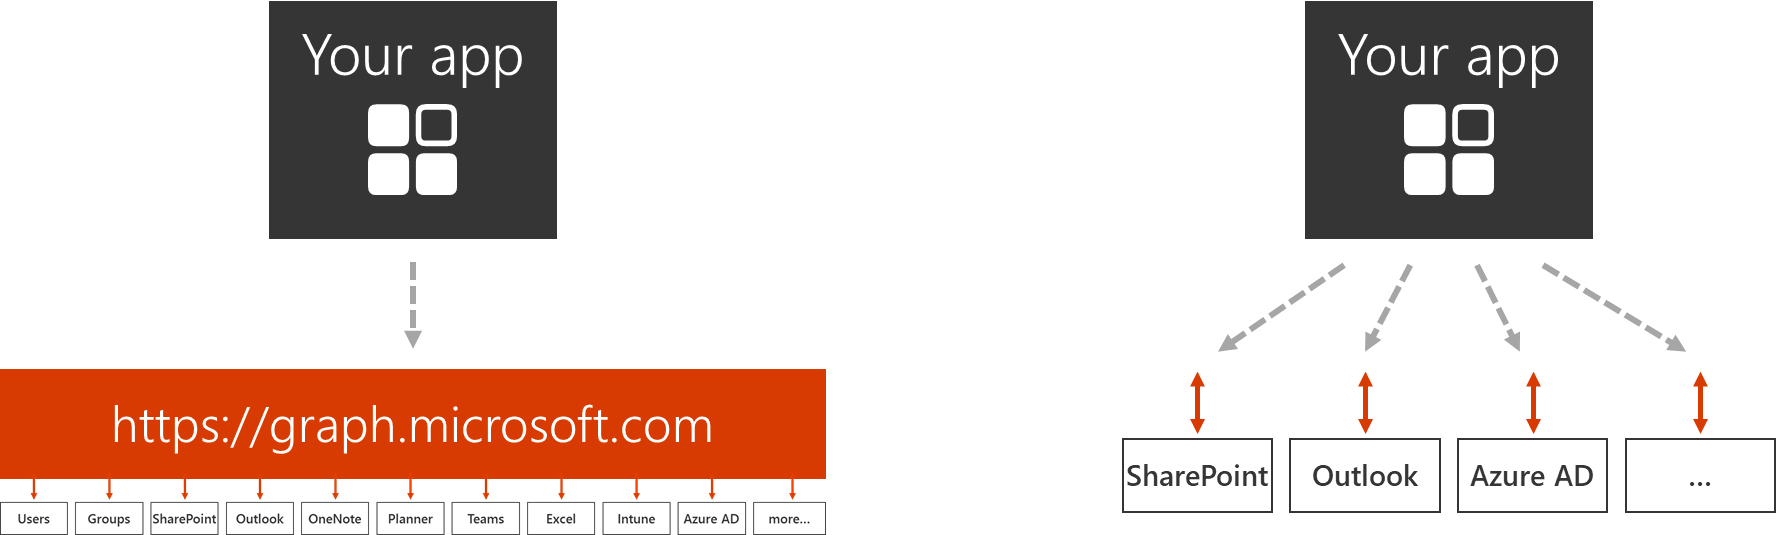 Your app
https://graph.microsoft.com
Users
Groups
SharePoint
Outlook
OneNote
Planner
Teams
Excel
Intune
Azure AD
more...
Your app
SharePoint
Outlook
Azure AD
...